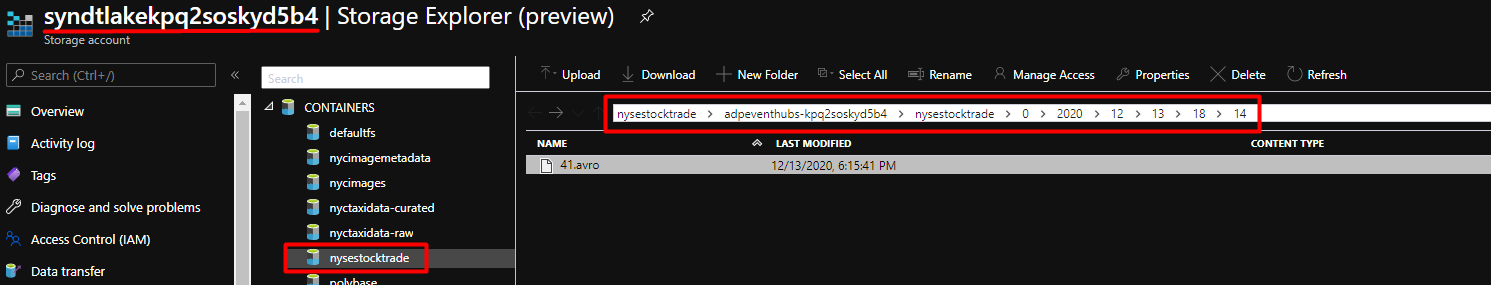 syndtlakekpq2soskyd5b4 | Storage Explorer (preview)
Storage account
Search (Ctrl+/)
«
Overview
Activity log
Tags
Diagnose and solve problems
Access Control (IAM)
Data transfer
Search
CONTAINERS
defaultfs
nycimagemetadata
nycimages
nyctaxidata-curated
nyctaxidata-raw
nysestocktrade
polybase
Upload Download New Folder Select All Rename Manage Access Properties Delete Refresh
nysestocktrade > adpeventhubs-kpq2soskyd5b4 > nysestocktrade > 0 > 2020 > 12 > 13 > 18 > 14
NAME LAST MODIFIED CONTENT TYPE
41.avro 12/13/2020, 6:15:41 PM